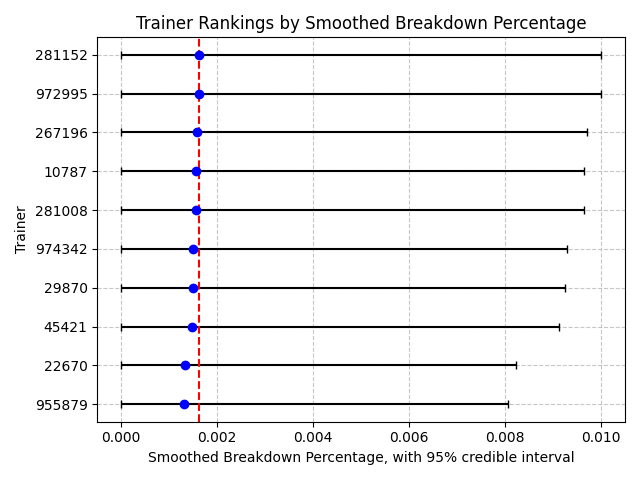 Trainer Rankings by Smoothed Breakdown Percentage
281152
972995
267196
10787
281008
974342
29870
45421
22670
955879
Trainer
0.000 0.002 0.004 0.006 0.008 0.010
Smoothed Breakdown Percentage, with 95% credible interval